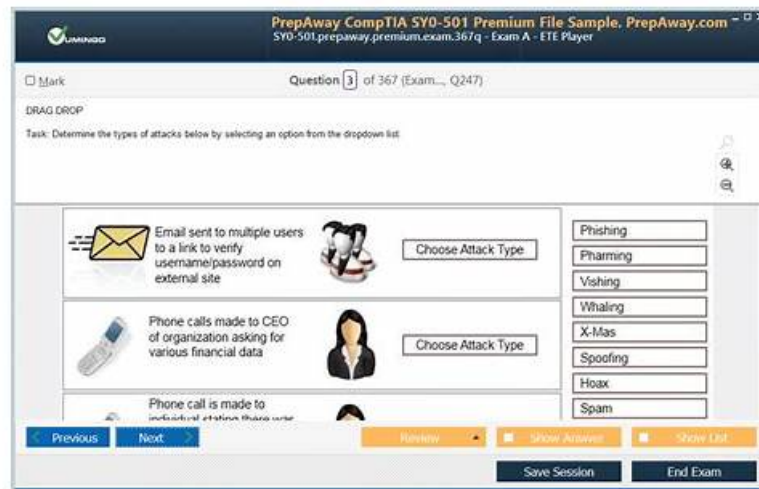 VUMINGO
PrepAway CompTIA SY0-501 Premium File Sample. PrepAway.com
SY0-501.prepaway.premium.exam.367q - Exam A - ETE Player
Mark
Question 3 of 367 (Exam..., Q247)
DRAG DROP
Task: Determine the types of attacks below by selecting an option from the dropdown list
Email sent to multiple users
to a link to verify
username/password on
external site
Choose Attack Type
Phone calls made to CEO
of organization asking for
various financial data
Choose Attack Type
Phone call is made to
individual stating there was
Phishing
Pharming
Vishing
Whaling
X-Mas
Spoofing
Hoax
Spam
Previous
Next
Review
Show Answer
Show List
Save Session
End Exam